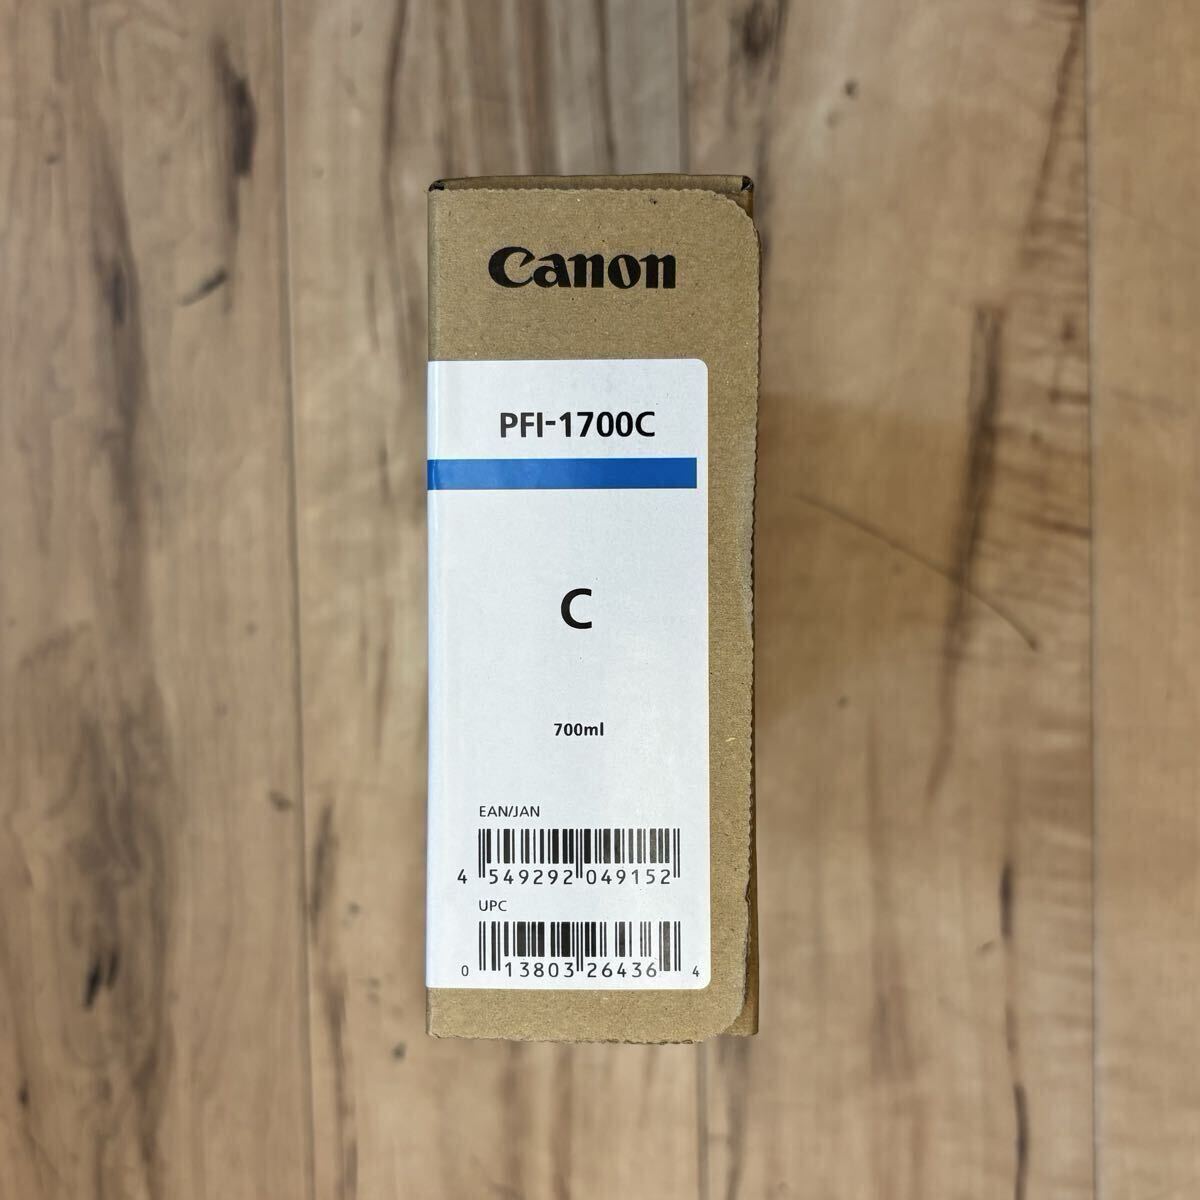 Canon
PFI-1700C
C
700ml
EAN/JAN
4 549292 049152
UPC
0 13803 26436 4